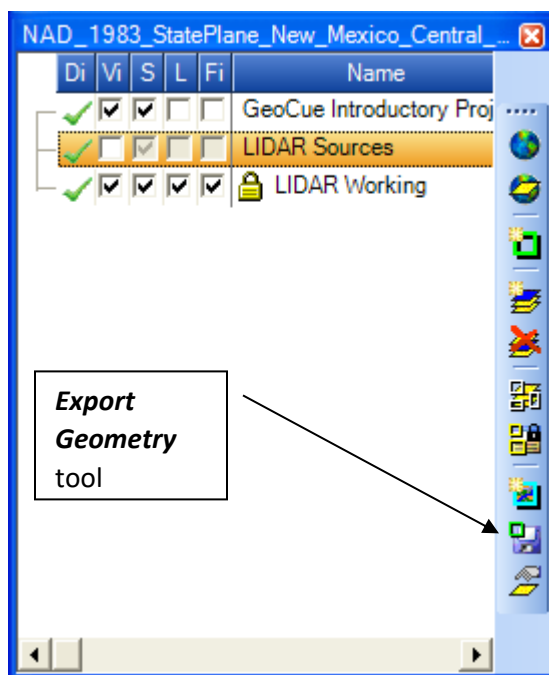 NAD_1983_StatePlane_New_Mexico_Central_...
Di Vi S L Fi Name
GeoCue Introductory Proj
LIDAR Sources
LIDAR Working
Export
Geometry
tool